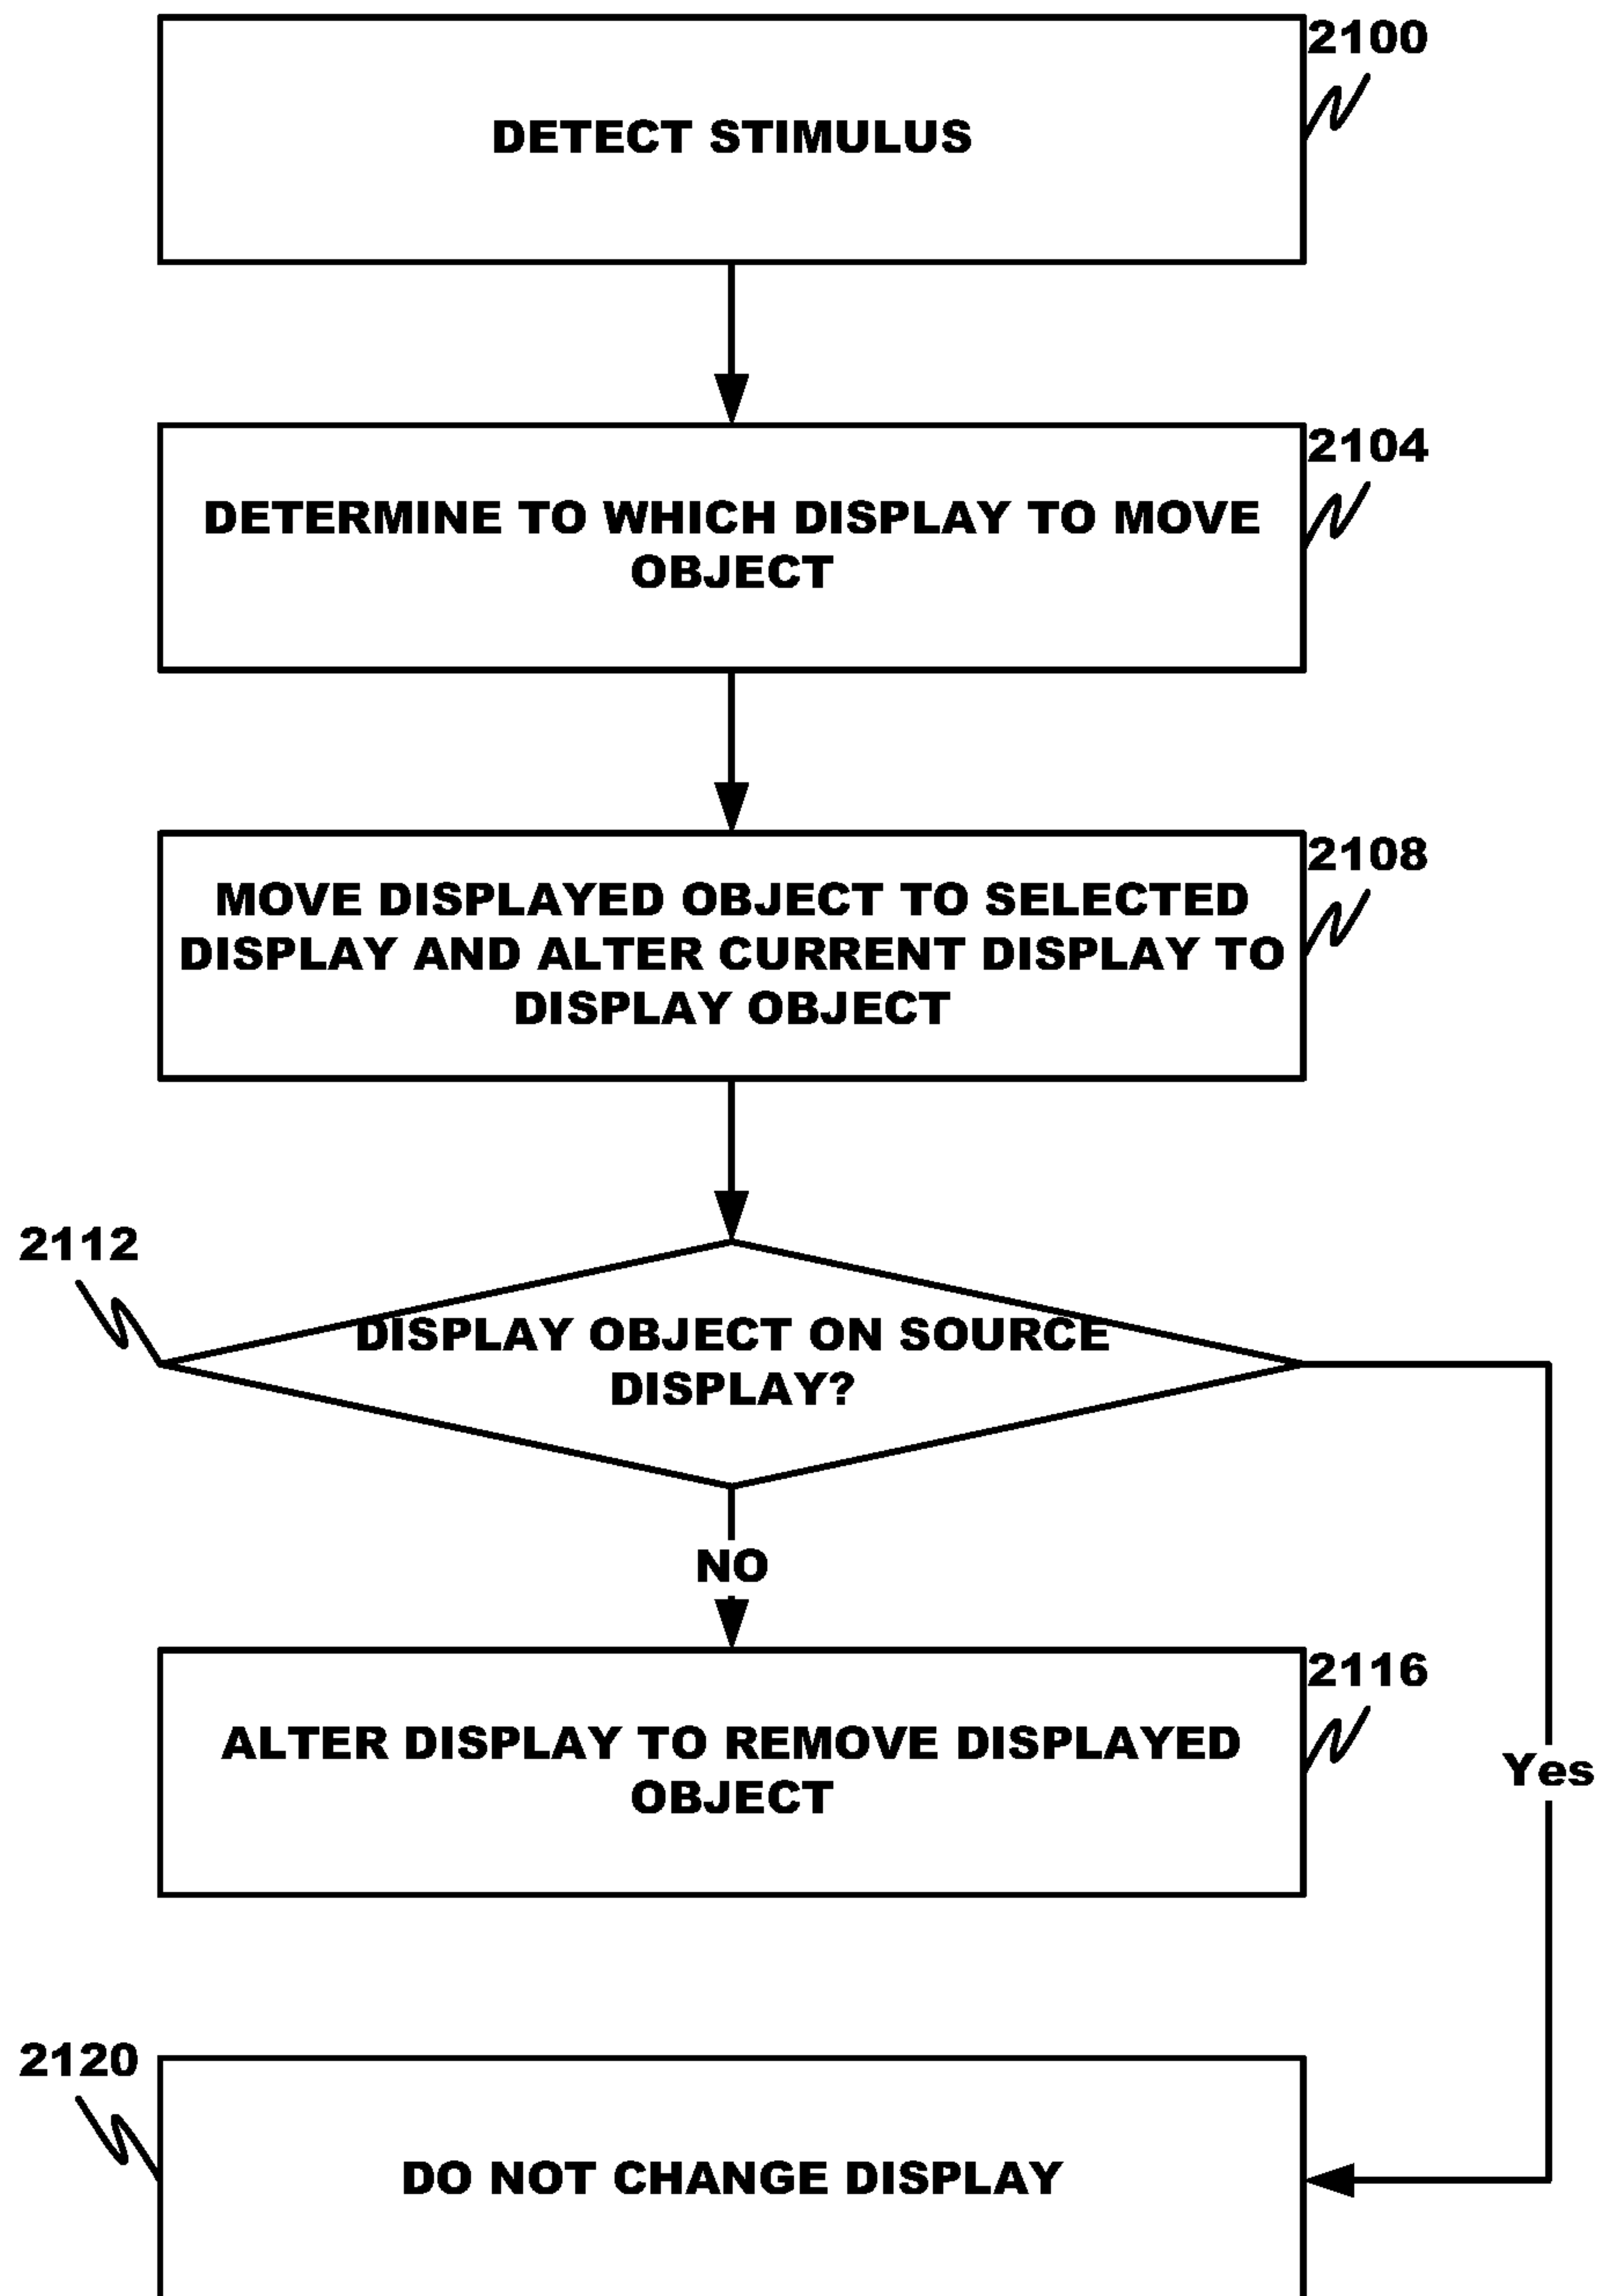 2100
DETECT STIMULUS
2104
DETERMINE TO WHICH DISPLAY TO MOVE
OBJECT
2108
MOVE DISPLAYED OBJECT TO SELECTED
DISPLAY AND ALTER CURRENT DISPLAY TO
DISPLAY OBJECT
2112
DISPLAY OBJECT ON SOURCE
DISPLAY?
NO
2116
ALTER DISPLAY TO REMOVE DISPLAYED
OBJECT
Yes
2120
DO NOT CHANGE DISPLAY